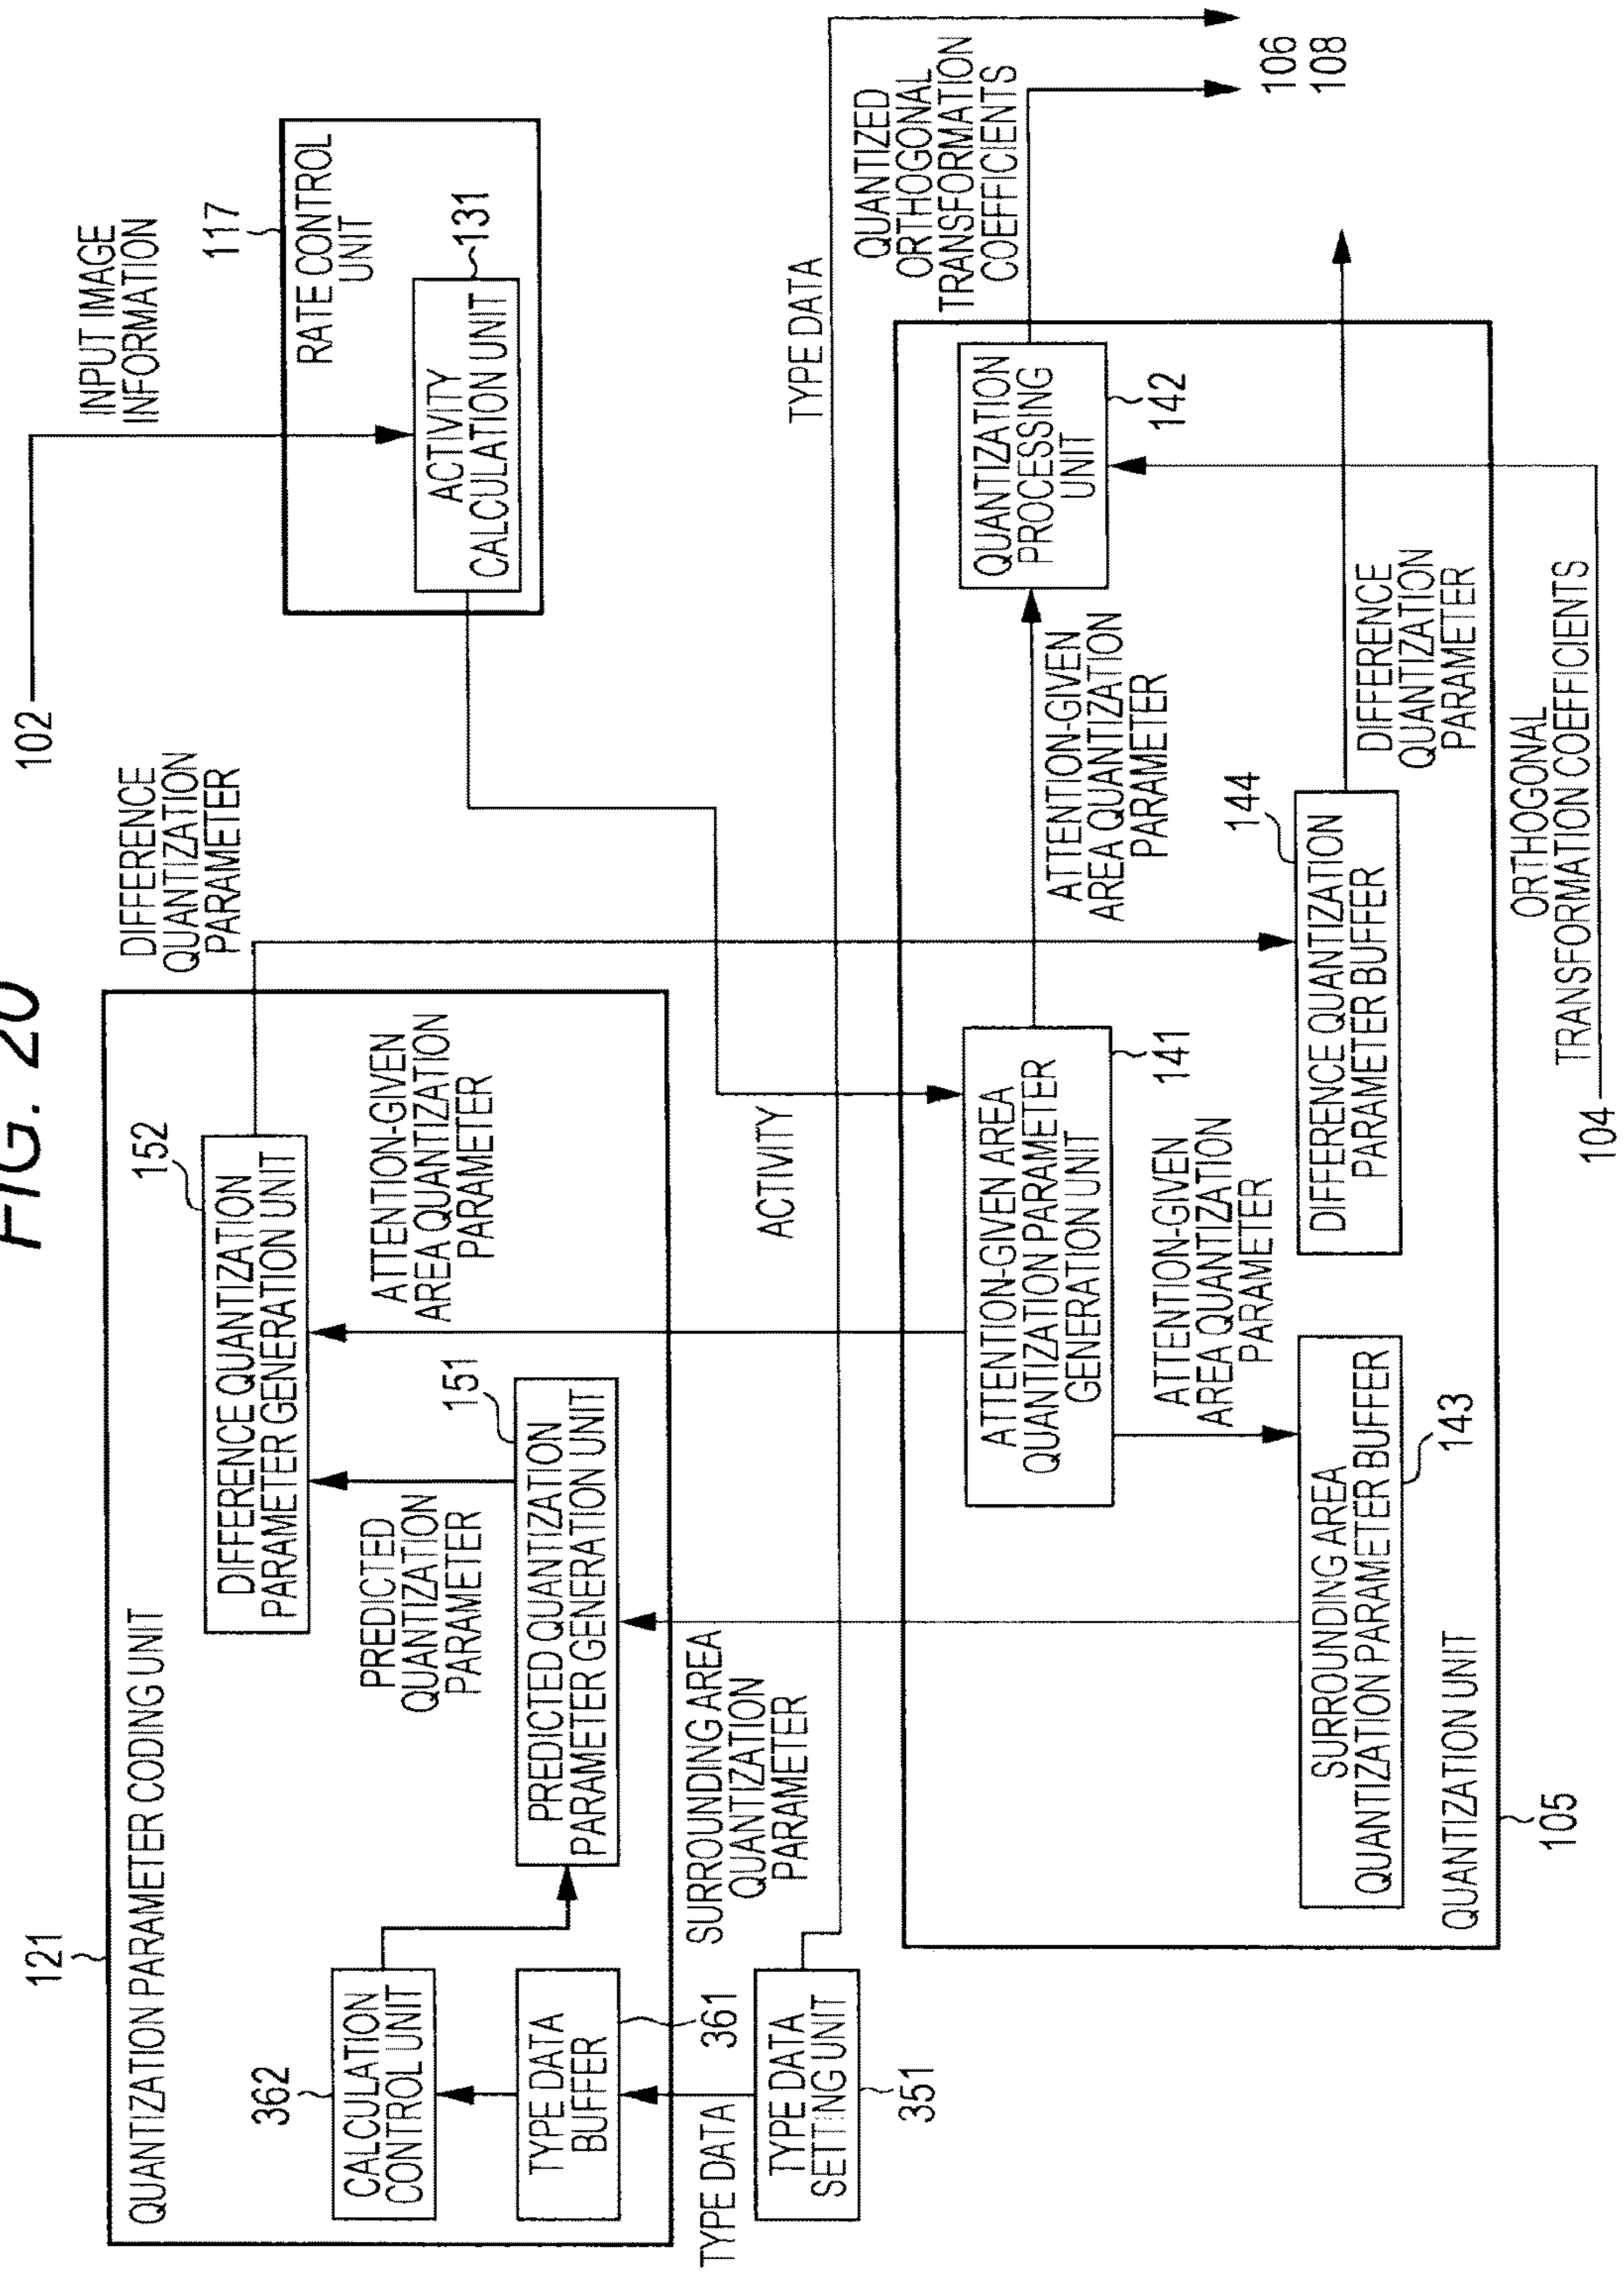 FIG. 20
102
INPUT IMAGE
INFORMATION
117
RATE CONTROL
UNIT
ACTIVITY
CALCULATION UNIT
131
121
QUANTIZATION PARAMETER CODING UNIT
152
DIFFERENCE QUANTIZATION
PARAMETER GENERATION UNIT
DIFFERENCE
QUANTIZATION
PARAMETER
ATTENTION-GIVEN
AREA QUANTIZATION
PARAMETER
PREDICTED
QUANTIZATION
PARAMETER
151
PREDICTED QUANTIZATION
PARAMETER GENERATION UNIT
362
CALCULATION
CONTROL UNIT
TYPE DATA
BUFFER
361
TYPE DATA
TYPE DATA
SETTING UNIT
351
SURROUNDING AREA
QUANTIZATION
PARAMETER
ACTIVITY
TYPE DATA
QUANTIZED
ORTHOGONAL
TRANSFORMATION
COEFFICIENTS
106
108
ATTENTION-GIVEN AREA
QUANTIZATION PARAMETER
GENERATION UNIT
141
ATTENTION-GIVEN
AREA QUANTIZATION
PARAMETER
QUANTIZATION
PROCESSING
UNIT
142
ATTENTION-GIVEN
AREA QUANTIZATION
PARAMETER
SURROUNDING AREA
QUANTIZATION PARAMETER BUFFER
143
144
DIFFERENCE QUANTIZATION
PARAMETER BUFFER
DIFFERENCE
QUANTIZATION
PARAMETER
QUANTIZATION UNIT
105
104
ORTHOGONAL
TRANSFORMATION COEFFICIENTS